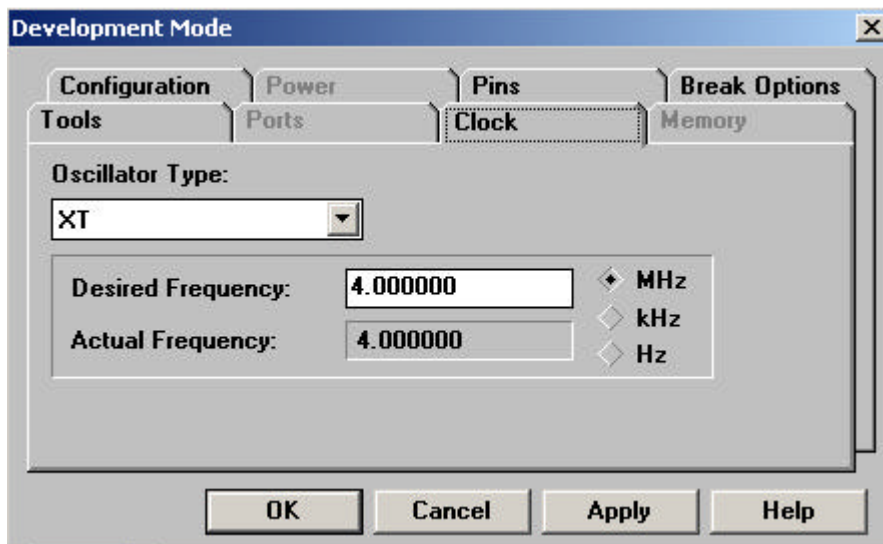 Development Mode
Configuration Power Pins Break Options
Tools Ports Clock Memory
Oscillator Type:
XT
Desired Frequency: 4.000000 MHz
kHz
Actual Frequency: 4.000000
Hz
OK Cancel Apply Help